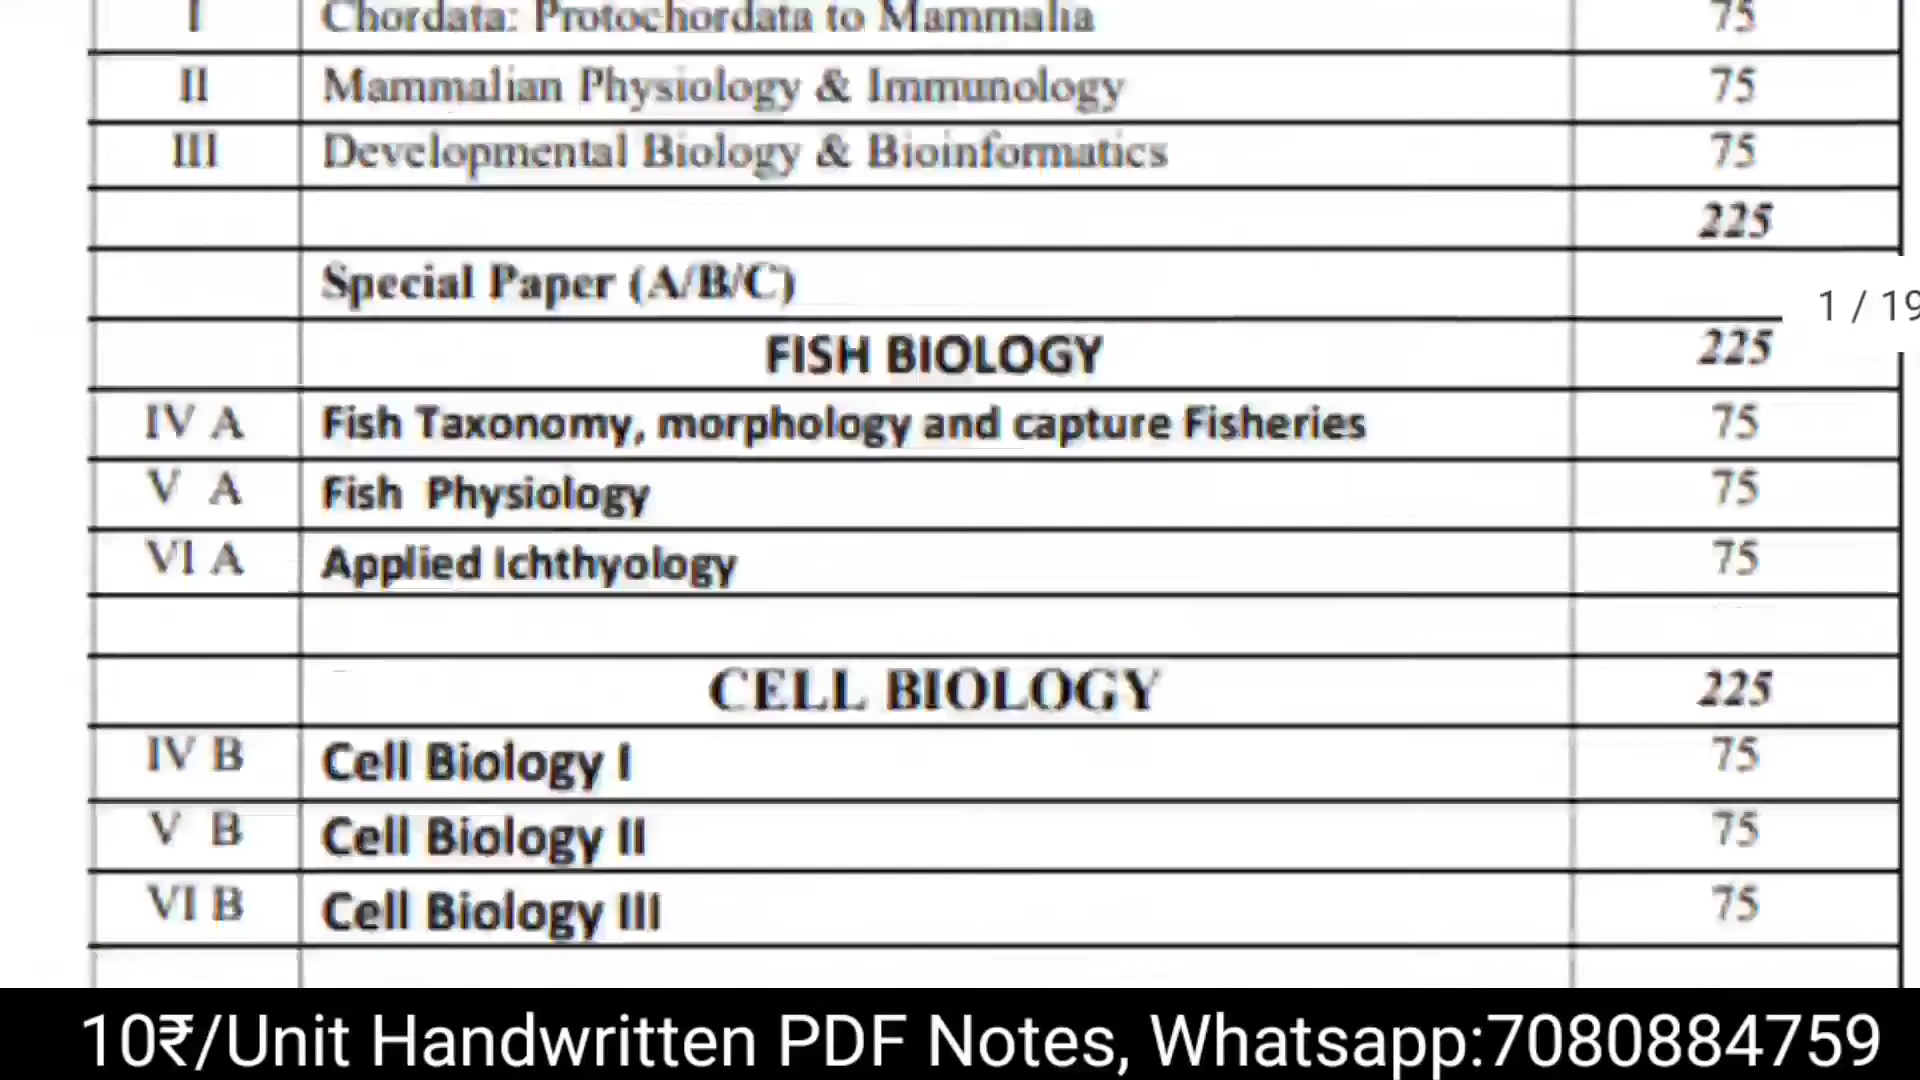 I Chordata: Protochordata to Mammalia 75
II Mammalian Physiology & Immunology 75
III Developmental Biology & Bioinformatics 75
225
Special Paper (A/B/C)
1 / 19
FISH BIOLOGY 225
IV A Fish Taxonomy, morphology and capture Fisheries 75
V A Fish Physiology 75
VI A Applied Ichthyology 75
CELL BIOLOGY 225
IV B Cell Biology I 75
V B Cell Biology II 75
VI B Cell Biology III 75
10₹/Unit Handwritten PDF Notes, Whatsapp:7080884759